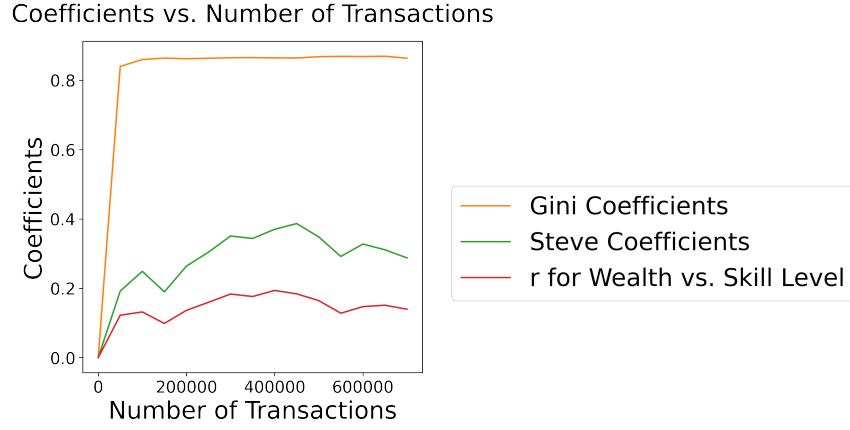 Coefficients vs. Number of Transactions
Coefficients
0.8
0.6
0.4
0.2
0.0
0
200000
400000
600000
Number of Transactions
Gini Coefficients
Steve Coefficients
r for Wealth vs. Skill Level